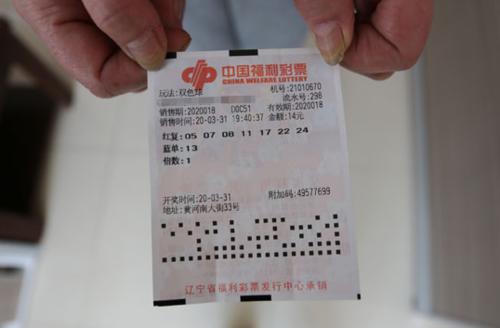 中国福利彩票
CHINA WELFARE LOTTERY
玩法:双色球 机号:21010670
流水号:298
销售期:2020018 D0C51 有效期:2020018
销售时间:20-03-31 19:40:37 金额:14元
红复:05 07 08 11 17 22 24
蓝单:13
倍数:1
开奖时间:20-03-31 附加码:49577699
地址:黄河南大街33号
辽宁省福利彩票发行中心承销